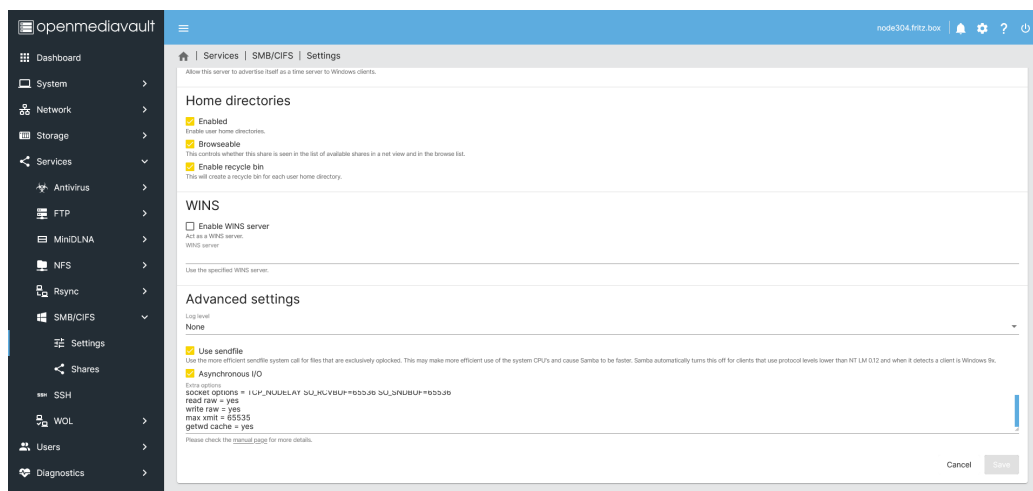 openmediavault
node304.fritz.box
Dashboard
System
Network
Storage
Services
Antivirus
FTP
MiniDLNA
NFS
Rsync
SMB/CIFS
Settings
Shares
SSH
WOL
Users
Diagnostics
| Services | SMB/CIFS | Settings
Allow this server to advertise itself as a time server to Windows clients.
Home directories
Enabled
Enable user home directories.
Browseable
This controls whether this share is seen in the list of available shares in a net view and in the browse list.
Enable recycle bin
This will create a recycle bin for each user home directory.
WINS
Enable WINS server
Act as a WINS server.
WINS server
Use the specified WINS server.
Advanced settings
Log level
None
Use sendfile
Use the more efficient sendfile system call for files that are exclusively oplocked. This may make more efficient use of the system CPU's and cause Samba to be faster. Samba automatically turns this off for clients that use protocol levels lower than NT LM 0.12 and when it detects a client is Windows 9x.
Asynchronous I/O
Extra options
socket options = TCP_NODELAY SO_RCVBUF=65536 SO_SNDBUF=65536
read raw = yes
write raw = yes
max xmit = 65535
getwd cache = yes
Please check the manual page for more details.
Cancel
Save